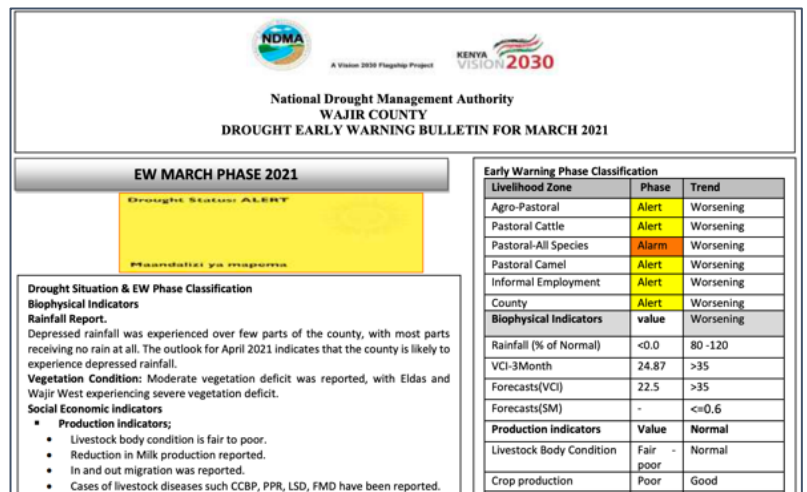 NDMA
A Vision 2030 Flagship Project
KENYA
VISION 2030
National Drought Management Authority
WAJIR COUNTY
DROUGHT EARLY WARNING BULLETIN FOR MARCH 2021
EW MARCH PHASE 2021
Drought Status: ALERT
Maandalizi ya mapema
Drought Situation & EW Phase Classification
Biophysical Indicators
Rainfall Report.
Depressed rainfall was experienced over few parts of the county, with most parts
receiving no rain at all. The outlook for April 2021 indicates that the county is likely to
experience depressed rainfall.
Vegetation Condition: Moderate vegetation deficit was reported, with Eldas and
Wajir West experiencing severe vegetation deficit.
Social Economic indicators
▪ Production indicators;
• Livestock body condition is fair to poor.
• Reduction in Milk production reported.
• In and out migration was reported.
• Cases of livestock diseases such CCBP, PPR, LSD, FMD have been reported.
Early Warning Phase Classification
Livelihood Zone Phase Trend
Agro-Pastoral Alert Worsening
Pastoral Cattle Alert Worsening
Pastoral-All Species Alarm Worsening
Pastoral Camel Alert Worsening
Informal Employment Alert Worsening
County Alert Worsening
Biophysical Indicators value Worsening
Rainfall (% of Normal) <0.0 80 -120
VCI-3Month 24.87 >35
Forecasts(VCI) 22.5 >35
Forecasts(SM) - <=0.6
Production indicators Value Normal
Livestock Body Condition Fair - Normal
poor
Crop production Poor Good